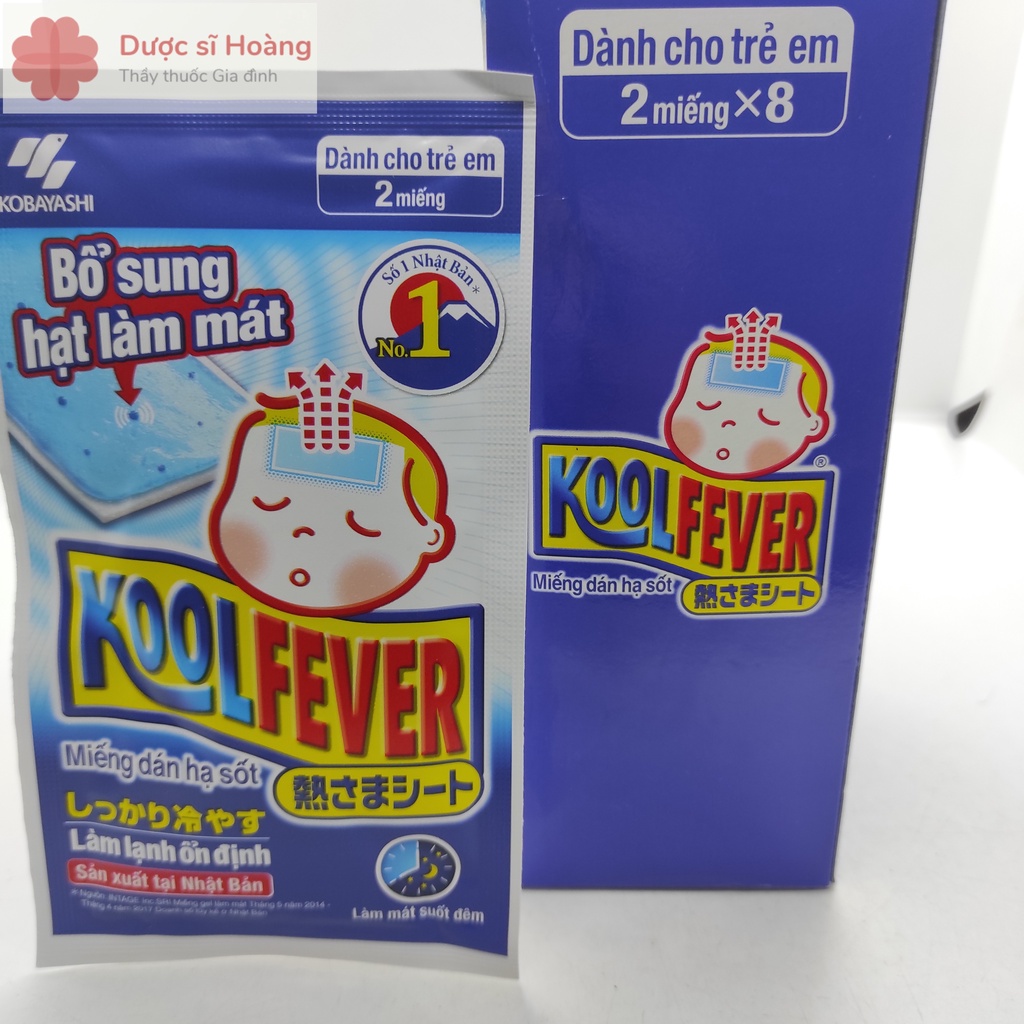 Dược sĩ Hoàng
Thầy thuốc Gia đình
KOBAYASHI
Dành cho trẻ em
2 miếng
Bổ sung
hạt làm mát
Số 1 Nhật Bản*
No.1
KOOLFEVER
Miếng dán hạ sốt
熱さまシート
しっかり冷やす
Làm lạnh ổn định
Sản xuất tại Nhật Bản
Làm mát suốt đêm
Dành cho trẻ em
2 miếng×8
KOOLFEVER
®
Miếng dán hạ sốt
熱さまシート